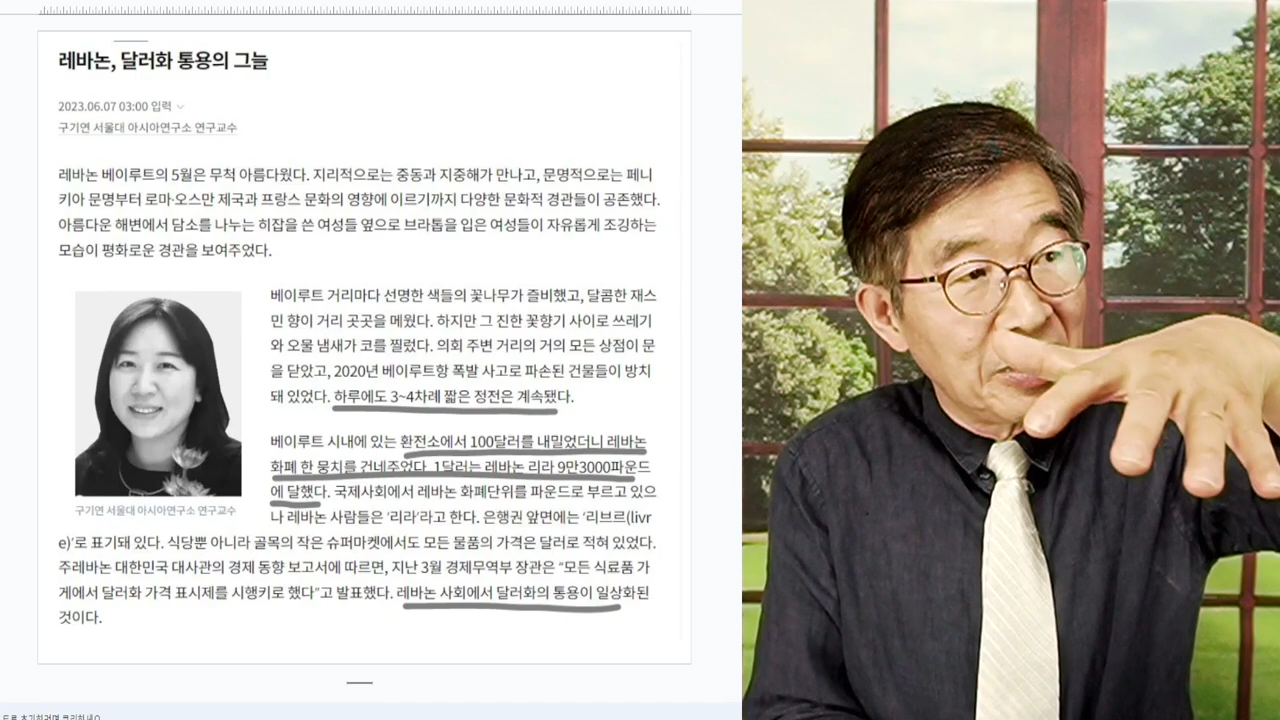 레바논, 달러화 통용의 그늘
2023.06.07 03:00 입력
구기연 서울대 아시아연구소 연구교수
레바논 베이루트의 5월은 무척 아름다웠다. 지리적으로는 중동과 지중해가 만나고, 문명적으로는 페니
키아 문명부터 로마·오스만 제국과 프랑스 문화의 영향에 이르기까지 다양한 문화적 경관들이 공존했다.
아름다운 해변에서 담소를 나누는 히잡을 쓴 여성들 옆으로 브라톱을 입은 여성들이 자유롭게 조깅하는
모습이 평화로운 경관을 보여주었다.
베이루트 거리마다 선명한 색들의 꽃나무가 즐비했고, 달콤한 재스
민 향이 거리 곳곳을 메웠다. 하지만 그 진한 꽃향기 사이로 쓰레기
와 오물 냄새가 코를 찔렀다. 의회 주변 거리의 거의 모든 상점이 문
을 닫았고, 2020년 베이루트항 폭발 사고로 파손된 건물들이 방치
돼 있었다. 하루에도 3~4차례 짧은 정전은 계속됐다.
베이루트 시내에 있는 환전소에서 100달러를 내밀었더니 레바논
화폐 한 뭉치를 건네주었다. 1달러는 레바논 리라 9만3000파운드
에 달했다. 국제사회에서 레바논 화폐단위를 파운드로 부르고 있으
나 레바논 사람들은 ‘리라’라고 한다. 은행권 앞면에는 ‘리브르(livr
e)’로 표기돼 있다. 식당뿐 아니라 골목의 작은 슈퍼마켓에서도 모든 물품의 가격은 달러로 적혀 있었다.
주레바논 대한민국 대사관의 경제 동향 보고서에 따르면, 지난 3월 경제무역부 장관은 “모든 식료품 가
게에서 달러화 가격 표시제를 시행키로 했다”고 발표했다. 레바논 사회에서 달러화의 통용이 일상화된
것이다.
구기연 서울대 아시아연구소 연구교수